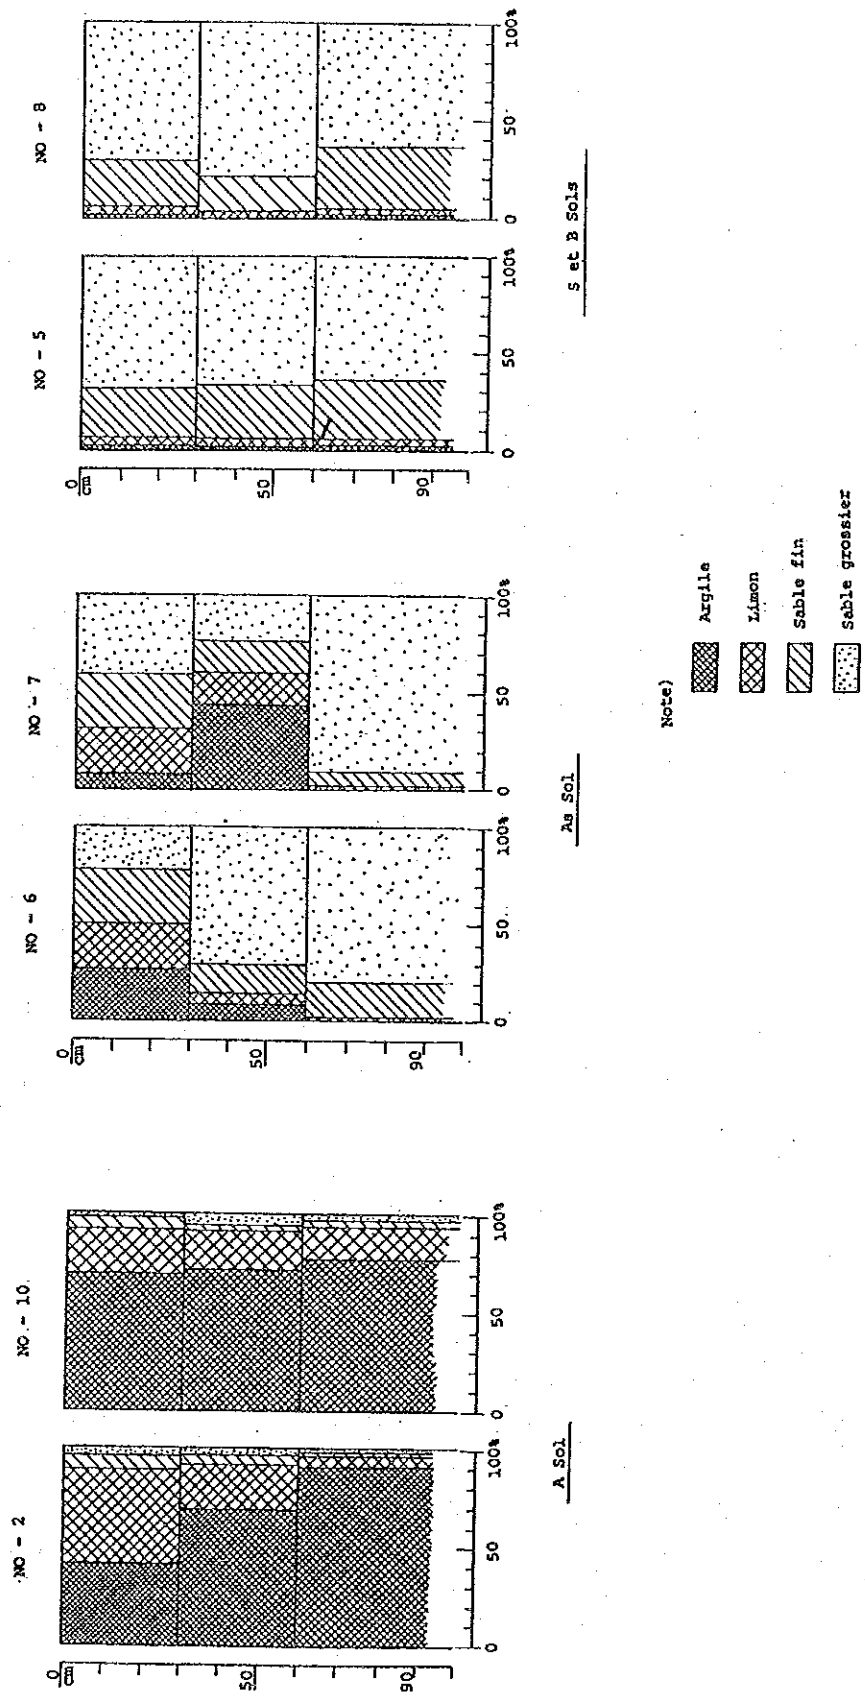 NO - 2
NO. - 10.
NO - 6
NO - 7
NO - 5
NO - 8
0
cm
50
90
0 50 100%
0 50 100%
0
cm
50
90
0 50 100%
0 50 100%
0
cm
50
90
0 50 100%
0 50 100%
A Sol
As Sol
S et B Sols
Note)
Argile
Limon
Sable fin
Sable grossier